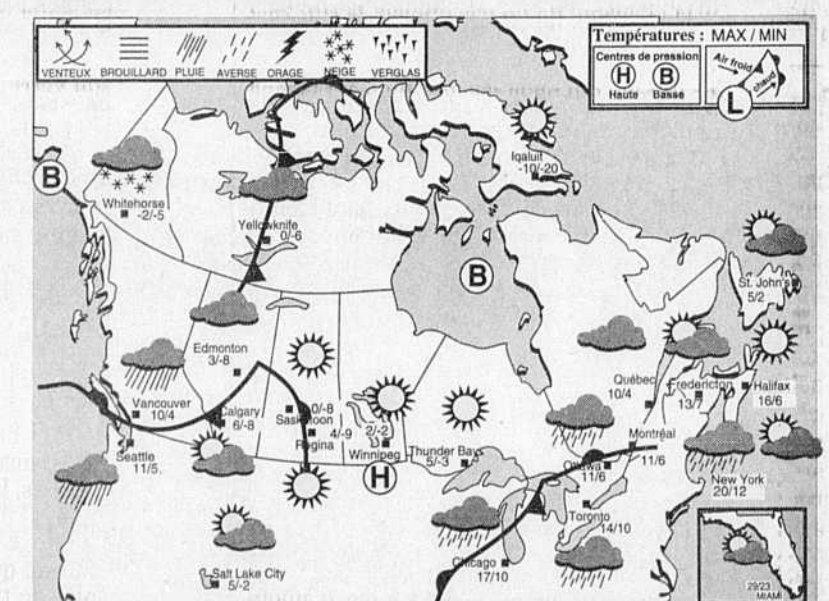 VENTEUX BROUILLARD PLUIE AVERSE ORAGE NEIGE VERGLAS
Températures : MAX / MIN
Centres de pression
H B
Haute Basse
Air froid
chaud
L
B
Whitehorse
-2/-5
Yellowknife
0/-6
Iqaluit
-10/-20
B
St. John's
5/2
Edmonton
3/-8
Vancouver
10/4
Calgary
6/-8
Saskatoon
0/-8
Regina
4/-9
Winnipeg
2/-2
H
Thunder Bay
5/-3
Québec
10/4
Fredericton
13/7
Halifax
16/6
Seattle
11/5
Montréal
11/6
Ottawa
11/6
Toronto
14/10
New York
20/12
Chicago
17/10
Salt Lake City
5/-2
29/23
MIAMI